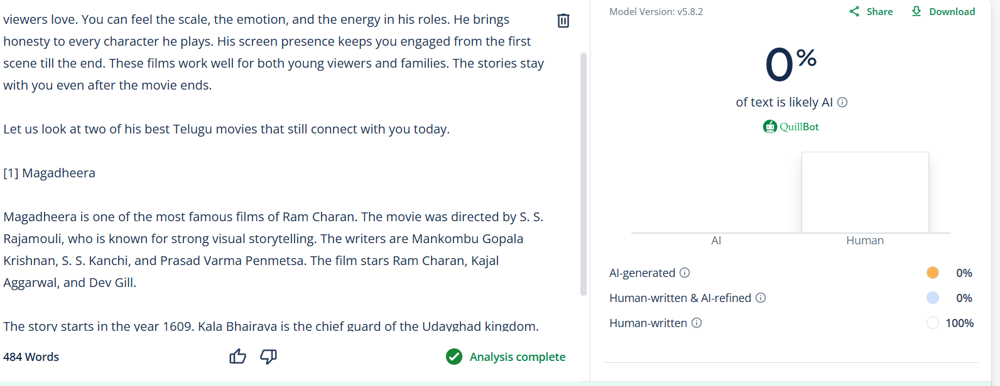 viewers love. You can feel the scale, the emotion, and the energy in his roles. He brings
honesty to every character he plays. His screen presence keeps you engaged from the first
scene till the end. These films work well for both young viewers and families. The stories stay
with you even after the movie ends.
Let us look at two of his best Telugu movies that still connect with you today.
[1] Magadheera
Magadheera is one of the most famous films of Ram Charan. The movie was directed by S. S.
Rajamouli, who is known for strong visual storytelling. The writers are Mankombu Gopala
Krishnan, S. S. Kanchi, and Prasad Varma Penmetsa. The film stars Ram Charan, Kajal
Aggarwal, and Dev Gill.
The story starts in the year 1609. Kala Bhairava is the chief guard of the Udayghad kingdom.
484 Words
Analysis complete
Model Version: v5.8.2
Share
Download
0%
of text is likely AI
QuillBot
AI
Human
AI-generated
0%
Human-written & AI-refined
0%
Human-written
100%